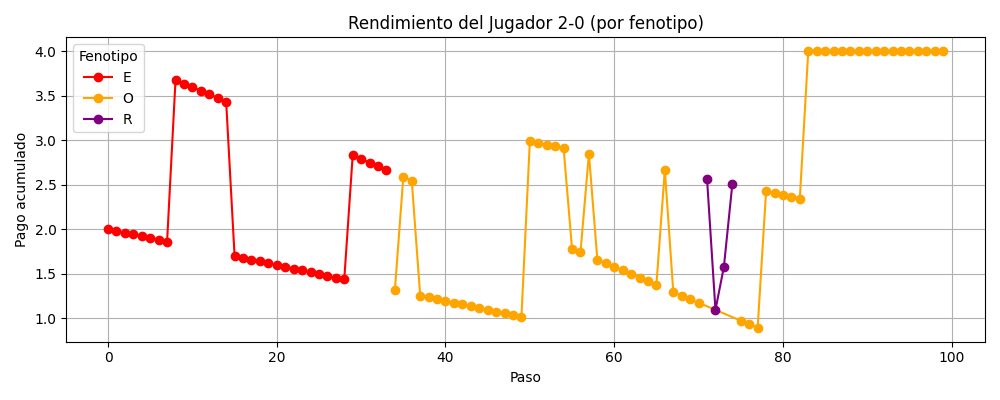 Rendimiento del Jugador 2-0 (por fenotipo)
Pago acumulado
4.0
3.5
3.0
2.5
2.0
1.5
1.0
Fenotipo
E
O
R
0 20 40 60 80 100
Paso